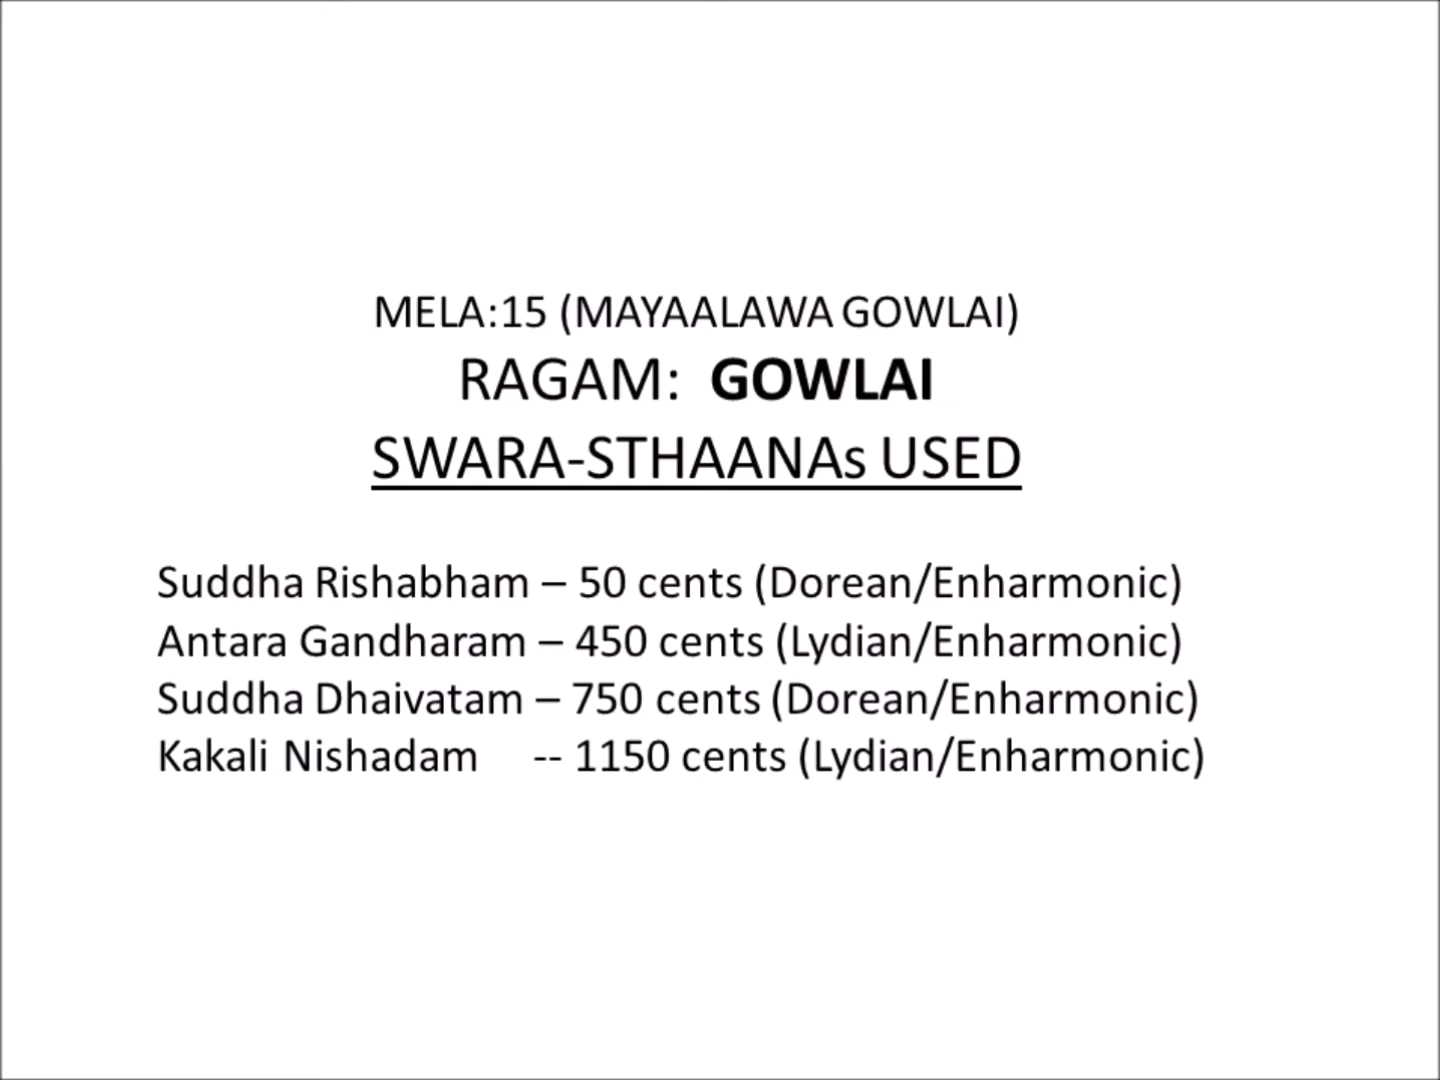 MELA:15 (MAYAALAWA GOWLAI)
RAGAM: GOWLAI
SWARA-STHAANAs USED
Suddha Rishabham – 50 cents (Dorean/Enharmonic)
Antara Gandharam – 450 cents (Lydian/Enharmonic)
Suddha Dhaivatam – 750 cents (Dorean/Enharmonic)
Kakali Nishadam -- 1150 cents (Lydian/Enharmonic)